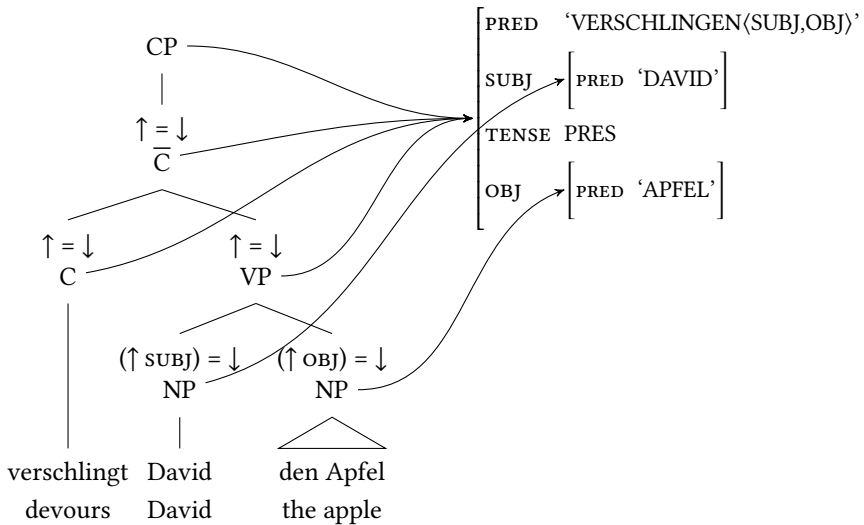 CP
↑ = ↓
C̅
↑ = ↓ ↑ = ↓
C VP
(↑ SUBJ) = ↓ (↑ OBJ) = ↓
NP NP
verschlingt David den Apfel
devours David the apple
PRED ‘VERSCHLINGEN⟨SUBJ,OBJ⟩’
SUBJ [PRED ‘DAVID’]
TENSE PRES
OBJ [PRED ‘APFEL’]